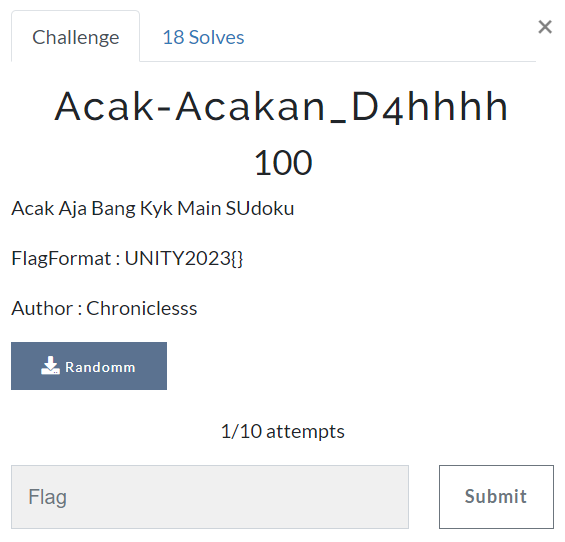 Challenge
18 Solves
×
Acak-Acakan_D4hhhh
100
Acak Aja Bang Kyk Main SUdoku
FlagFormat : UNITY2023{}
Author : Chroniclesss
Randomm
1/10 attempts
Flag
Submit